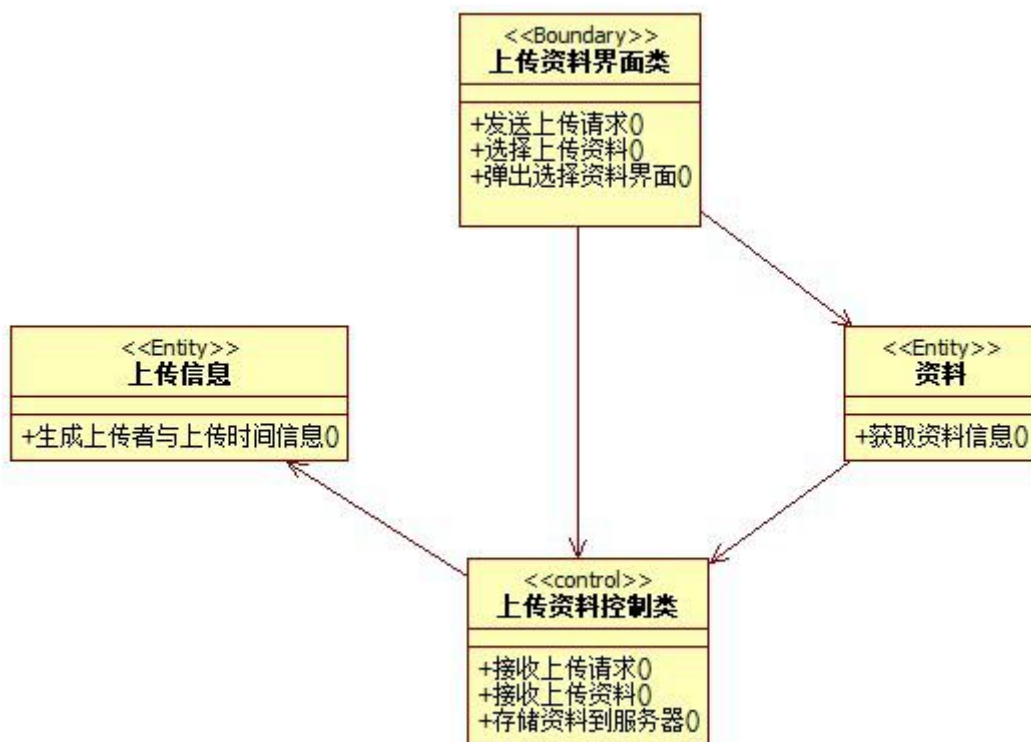 <<Boundary>>
上传资料界面类
+发送上传请求()
+选择上传资料()
+弹出选择资料界面()
<<Entity>>
上传信息
+生成上传者与上传时间信息()
<<Entity>>
资料
+获取资料信息()
<<control>>
上传资料控制类
+接收上传请求()
+接收上传资料()
+存储资料到服务器()